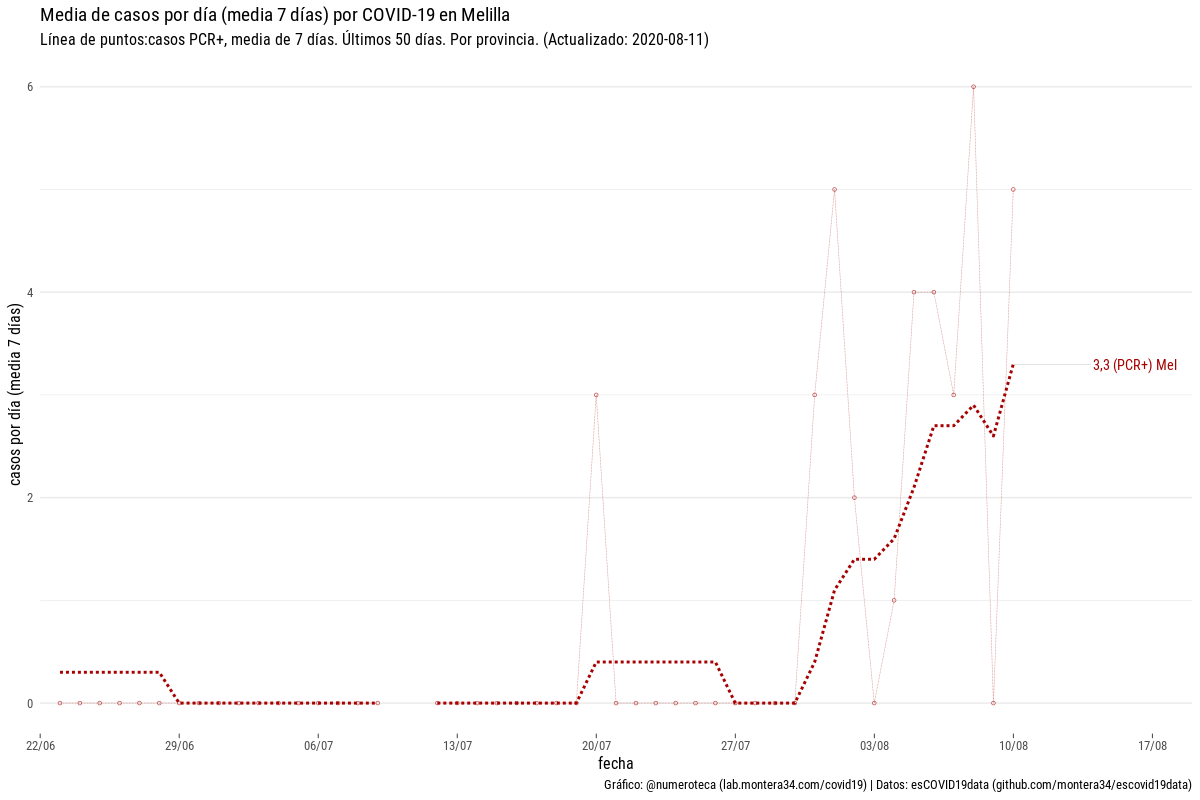 Media de casos por día (media 7 días) por COVID-19 en Melilla
Línea de puntos:casos PCR+, media de 7 días. Últimos 50 días. Por provincia. (Actualizado: 2020-08-11)
casos por día (media 7 días)
6
4
2
0
3,3 (PCR+) Mel
22/06 29/06 06/07 13/07 20/07 27/07 03/08 10/08 17/08
fecha
Gráfico: @numeroteca (lab.montera34.com/covid19) | Datos: esCOVID19data (github.com/montera34/escovid19data)